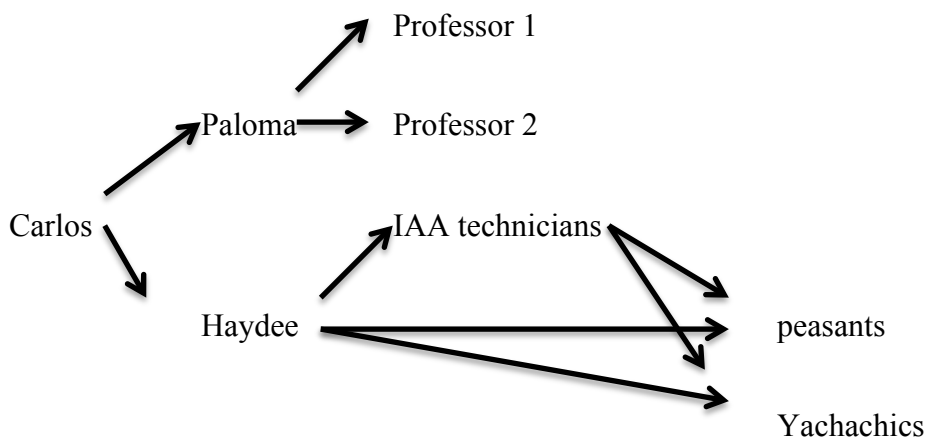 Professor 1
Paloma
Professor 2
Carlos
IAA technicians
Haydee
peasants
Yachachics